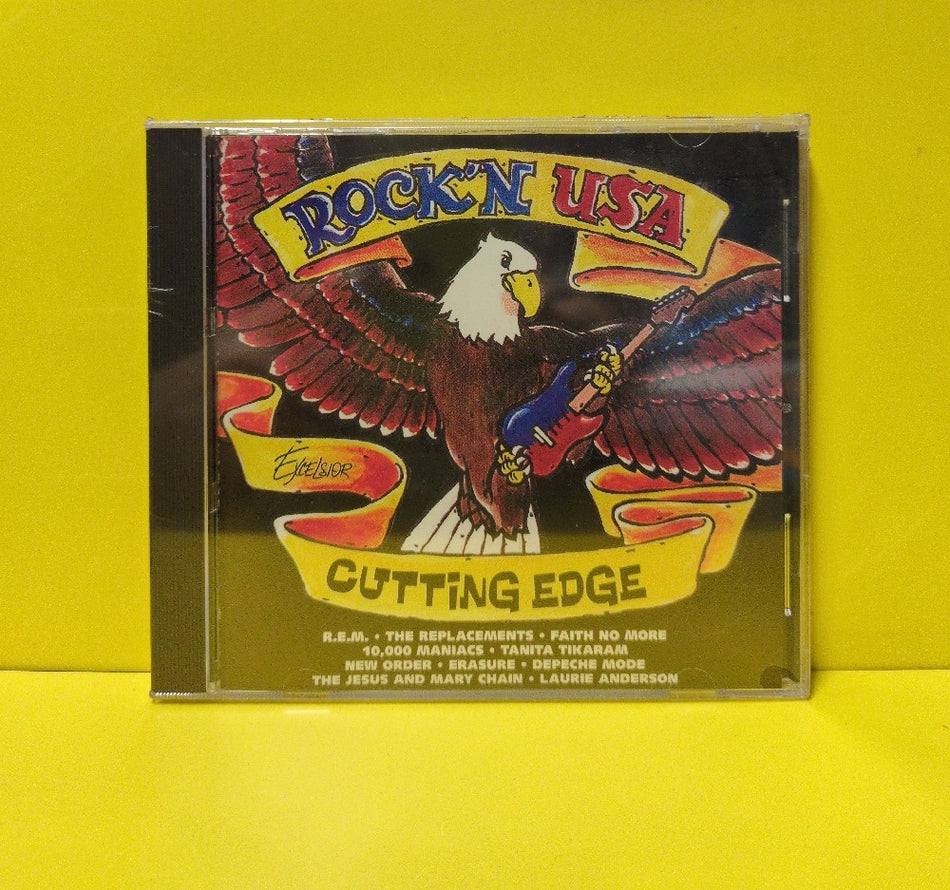 ROCK'N USA
EXCELSIOR
CUTTiNG EDGE
R.E.M. • THE REPLACEMENTS • FAITH NO MORE
10,000 MANIACS • TANITA TIKARAM
NEW ORDER • ERASURE • DEPECHE MODE
THE JESUS AND MARY CHAIN • LAURIE ANDERSON